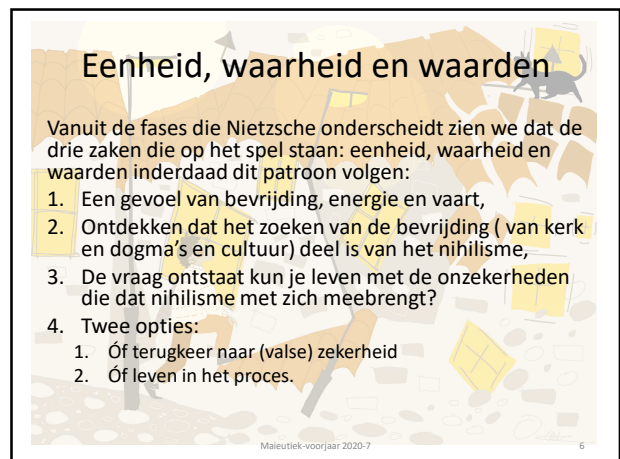 Eenheid, waarheid en waarden
Vanuit de fases die Nietzsche onderscheidt zien we dat de
drie zaken die op het spel staan: eenheid, waarheid en
waarden inderdaad dit patroon volgen:
1. Een gevoel van bevrijding, energie en vaart,
2. Ontdekken dat het zoeken van de bevrijding ( van kerk
en dogma’s en cultuur) deel is van het nihilisme,
3. De vraag ontstaat kun je leven met de onzekerheden
die dat nihilisme met zich meebrengt?
4. Twee opties:
1. Óf terugkeer naar (valse) zekerheid
2. Óf leven in het proces.
Maieutiek-voorjaar 2020-7
6